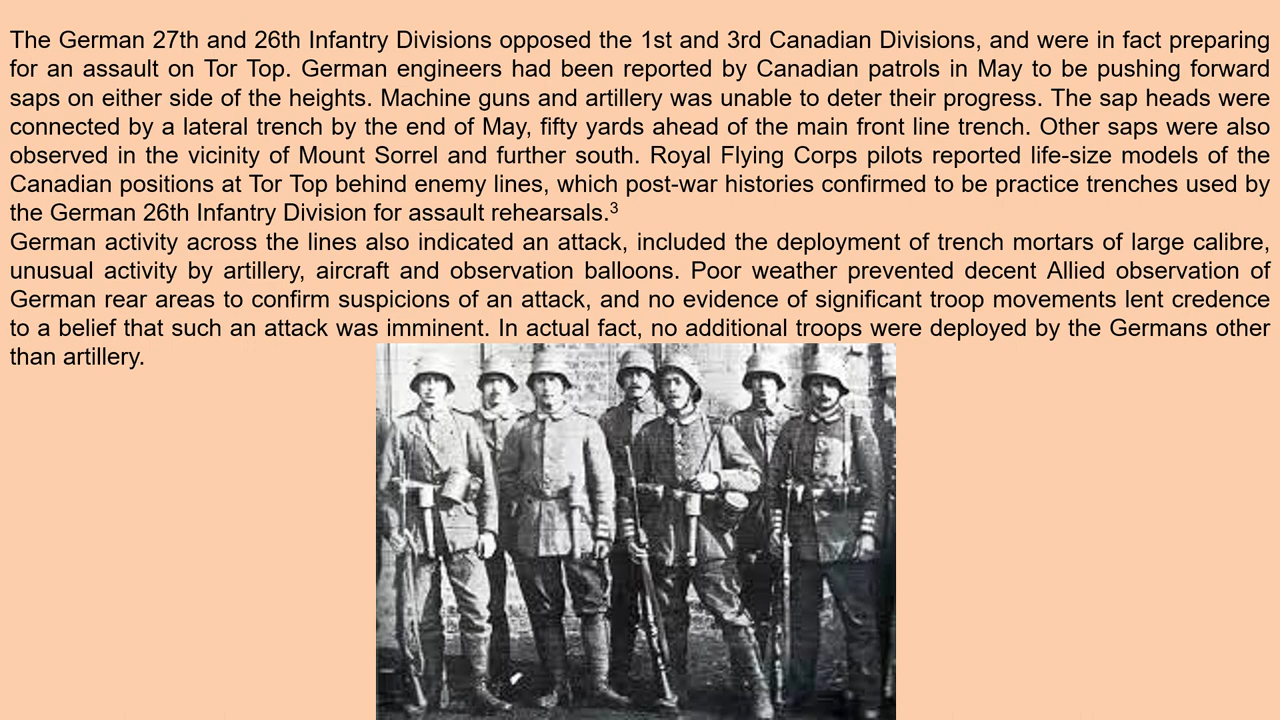 The German 27th and 26th Infantry Divisions opposed the 1st and 3rd Canadian Divisions, and were in fact preparing
for an assault on Tor Top. German engineers had been reported by Canadian patrols in May to be pushing forward
saps on either side of the heights. Machine guns and artillery was unable to deter their progress. The sap heads were
connected by a lateral trench by the end of May, fifty yards ahead of the main front line trench. Other saps were also
observed in the vicinity of Mount Sorrel and further south. Royal Flying Corps pilots reported life-size models of the
Canadian positions at Tor Top behind enemy lines, which post-war histories confirmed to be practice trenches used by
the German 26th Infantry Division for assault rehearsals.³
German activity across the lines also indicated an attack, included the deployment of trench mortars of large calibre,
unusual activity by artillery, aircraft and observation balloons. Poor weather prevented decent Allied observation of
German rear areas to confirm suspicions of an attack, and no evidence of significant troop movements lent credence
to a belief that such an attack was imminent. In actual fact, no additional troops were deployed by the Germans other
than artillery.